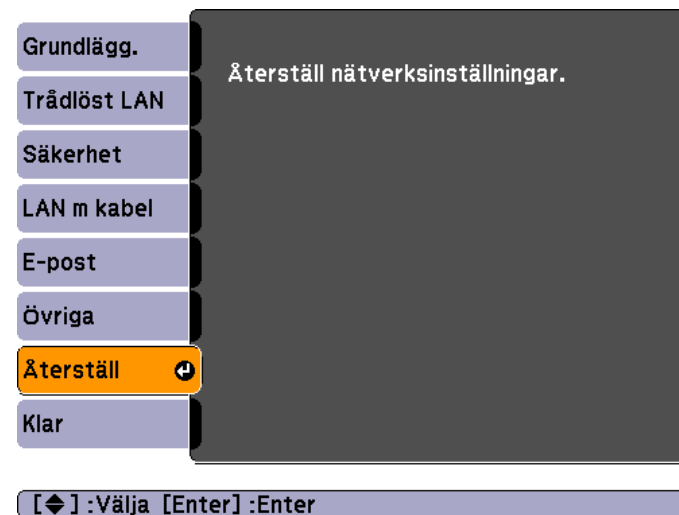 Grundlägg.
Trådlöst LAN
Säkerhet
LAN m kabel
E-post
Övriga
Återställ
Klar
Återställ nätverksinställningar.
[◆] :Välja [Enter] :Enter